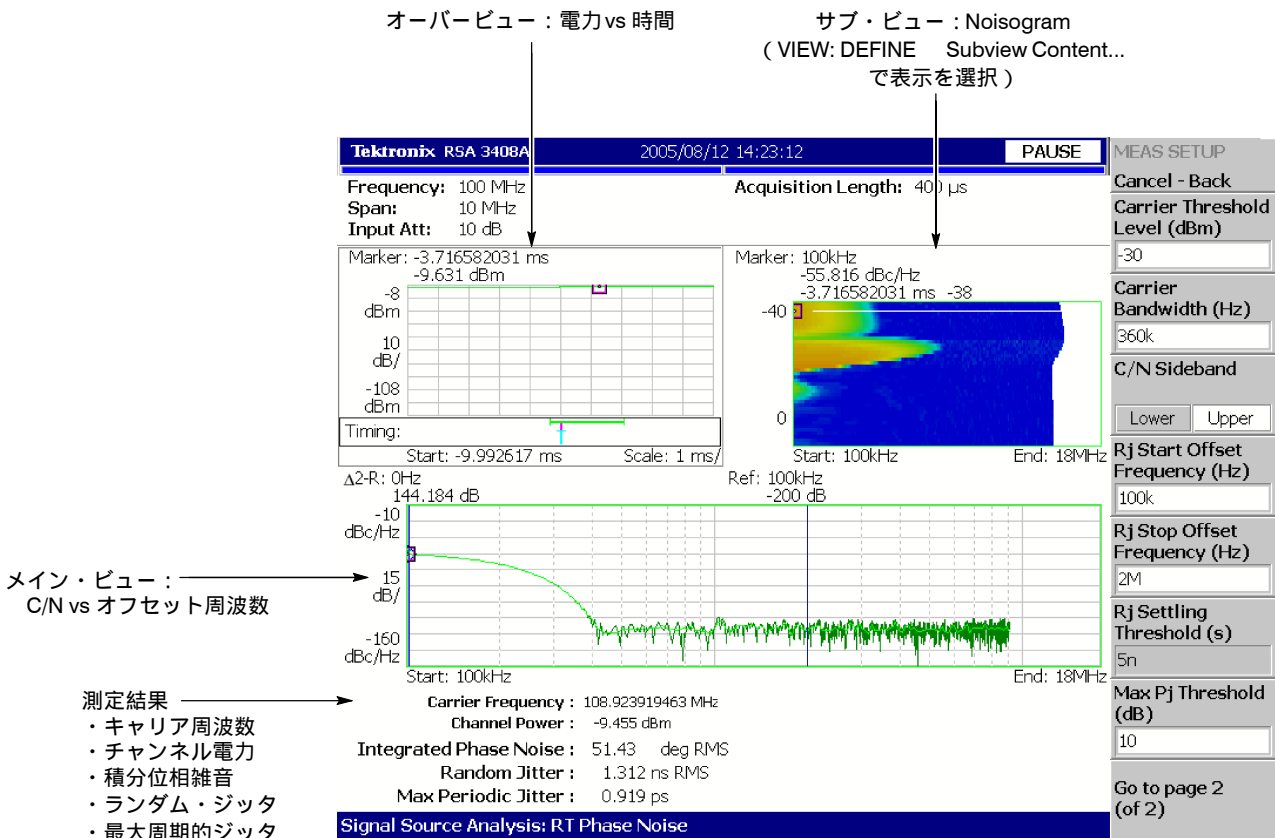 オーバービュー：電力 vs 時間
サブ・ビュー：Noisogram
（VIEW: DEFINE Subview Content...
で表示を選択）
Tektronix RSA 3408A 2005/08/12 14:23:12 PAUSE
Frequency: 100 MHz
Span: 10 MHz
Input Att: 10 dB
Acquisition Length: 400 µs
Marker: -3.716582031 ms
-9.631 dBm
-8
dBm
10
dB/
-108
dBm
Timing:
Start: -9.992617 ms Scale: 1 ms/
Marker: 100kHz
-55.816 dBc/Hz
-3.716582031 ms -38
-40
0
Start: 100kHz End: 18MHz
Δ2-R: 0Hz
144.184 dB
Ref: 100kHz
-200 dB
-10
dBc/Hz
15
dB/
-160
dBc/Hz
Start: 100kHz End: 18MHz
メイン・ビュー：
C/N vs オフセット周波数
測定結果
・キャリア周波数
・チャンネル電力
・積分位相雑音
・ランダム・ジッタ
・最大周期的ジッタ
Carrier Frequency : 108.923919463 MHz
Channel Power : -9.455 dBm
Integrated Phase Noise : 51.43 deg RMS
Random Jitter : 1.312 ns RMS
Max Periodic Jitter : 0.919 ps
Signal Source Analysis: RT Phase Noise
MEAS SETUP
Cancel - Back
Carrier Threshold
Level (dBm)
-30
Carrier
Bandwidth (Hz)
360k
C/N Sideband
Lower Upper
Rj Start Offset
Frequency (Hz)
100k
Rj Stop Offset
Frequency (Hz)
2M
Rj Settling
Threshold (s)
5n
Max Pj Threshold
(dB)
10
Go to page 2
(of 2)